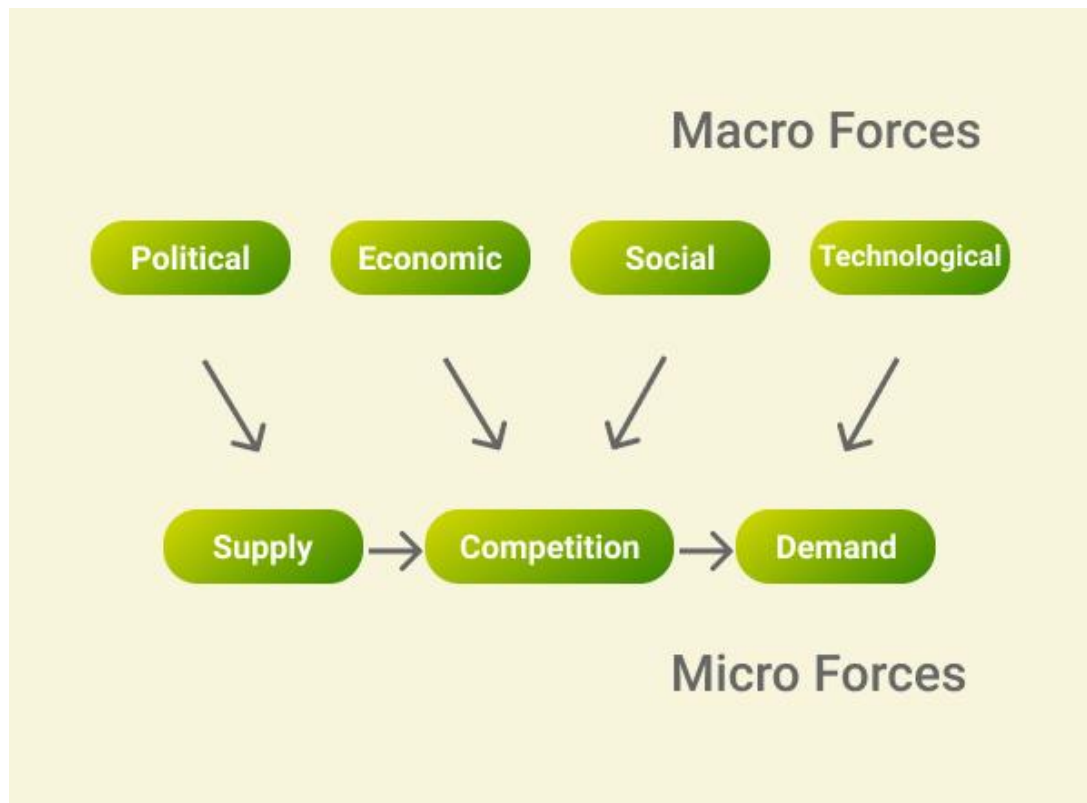 Macro Forces
Political
Economic
Social
Technological
Supply
Competition
Demand
Micro Forces